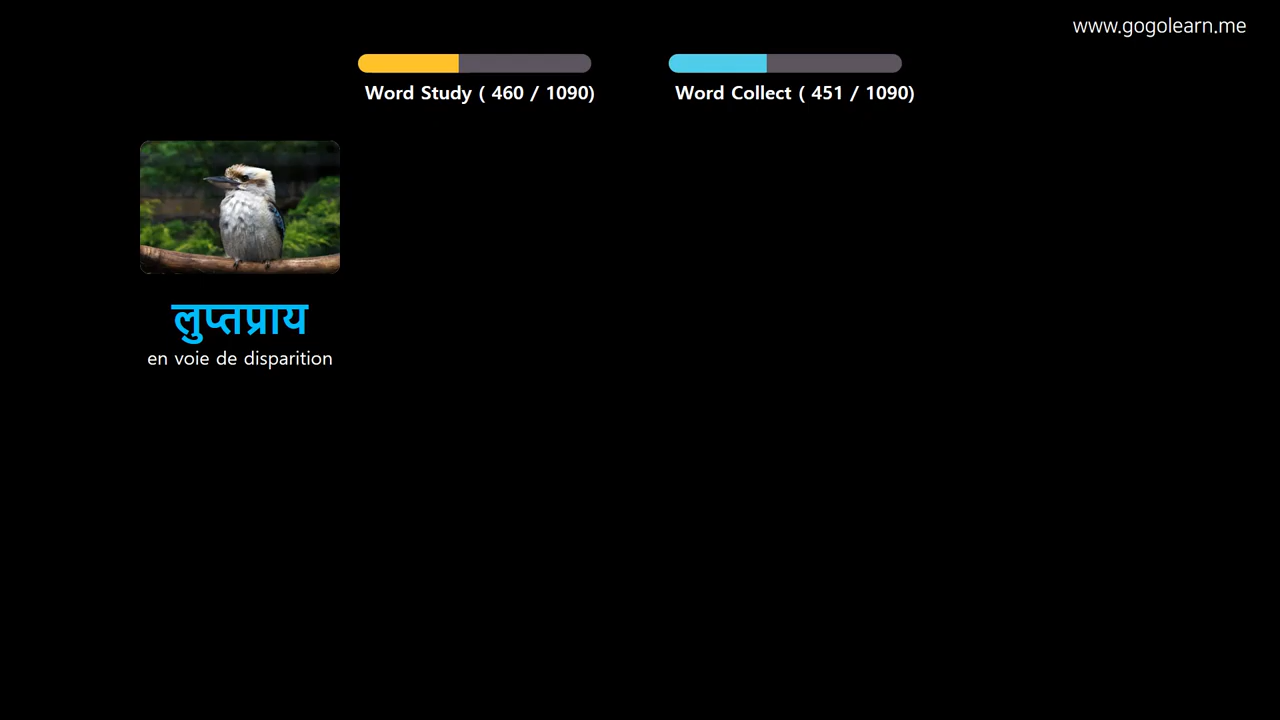 www.gogolearn.me
Word Study ( 460 / 1090)
Word Collect ( 451 / 1090)
लुप्तप्राय
en voie de disparition